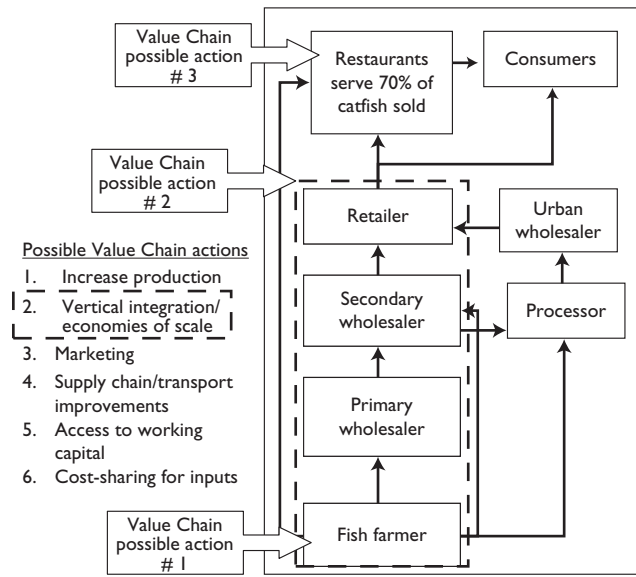 Value Chain
possible action
# 3
Restaurants
serve 70% of
catfish sold
Consumers
Value Chain
possible action
# 2
Retailer
Urban
wholesaler
Possible Value Chain actions
1. Increase production
2. Vertical integration/
economies of scale
3 Marketing
4 Supply chain/transport
improvements
5. Access to working
capital
6. Cost-sharing for inputs
Secondary
wholesaler
Processor
Primary
wholesaler
Value Chain
possible action
# 1
Fish farmer